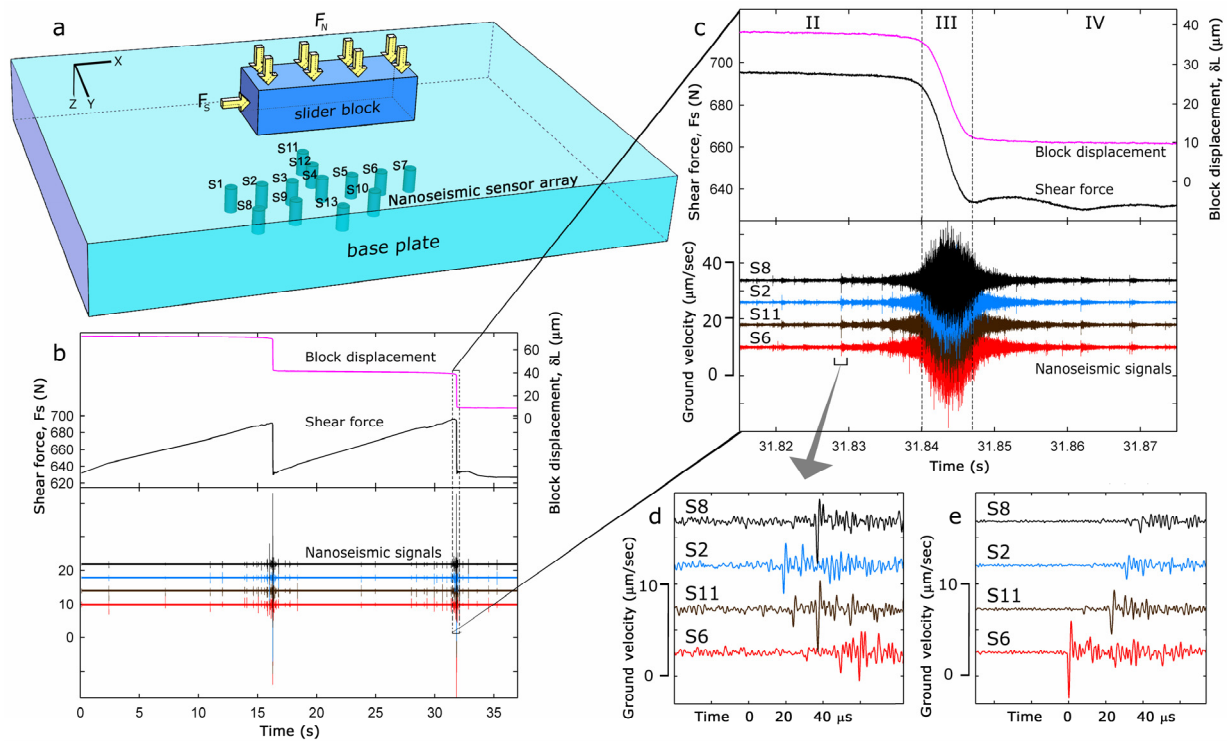 a
F_N
X
Z
Y
F_S
slider block
S11
S12
S1
S2
S3
S4
S5
S6
S7
S8
S9
S13
S10
Nanoseismic sensor array
base plate
b
Block displacement
Shear force
Shear force, Fs (N)
700
680
660
640
620
Block displacement, δL (μm)
60
40
20
0
Nanoseismic signals
20
10
0
0
5
10
15
20
25
30
35
Time (s)
c
II
III
IV
Shear force, Fs (N)
700
680
660
640
Block displacement, δL (μm)
40
30
20
10
0
Block displacement
Shear force
Ground velocity (μm/sec)
40
20
0
S8
S2
S11
S6
Nanoseismic signals
31.82
31.83
31.84
31.85
31.86
31.87
Time (s)
d
S8
S2
S11
S6
Ground velocity (μm/sec)
10
0
Time
0
20
40 μs
e
S8
S2
S11
S6
Ground velocity (μm/sec)
10
0
Time
0
20
40 μs